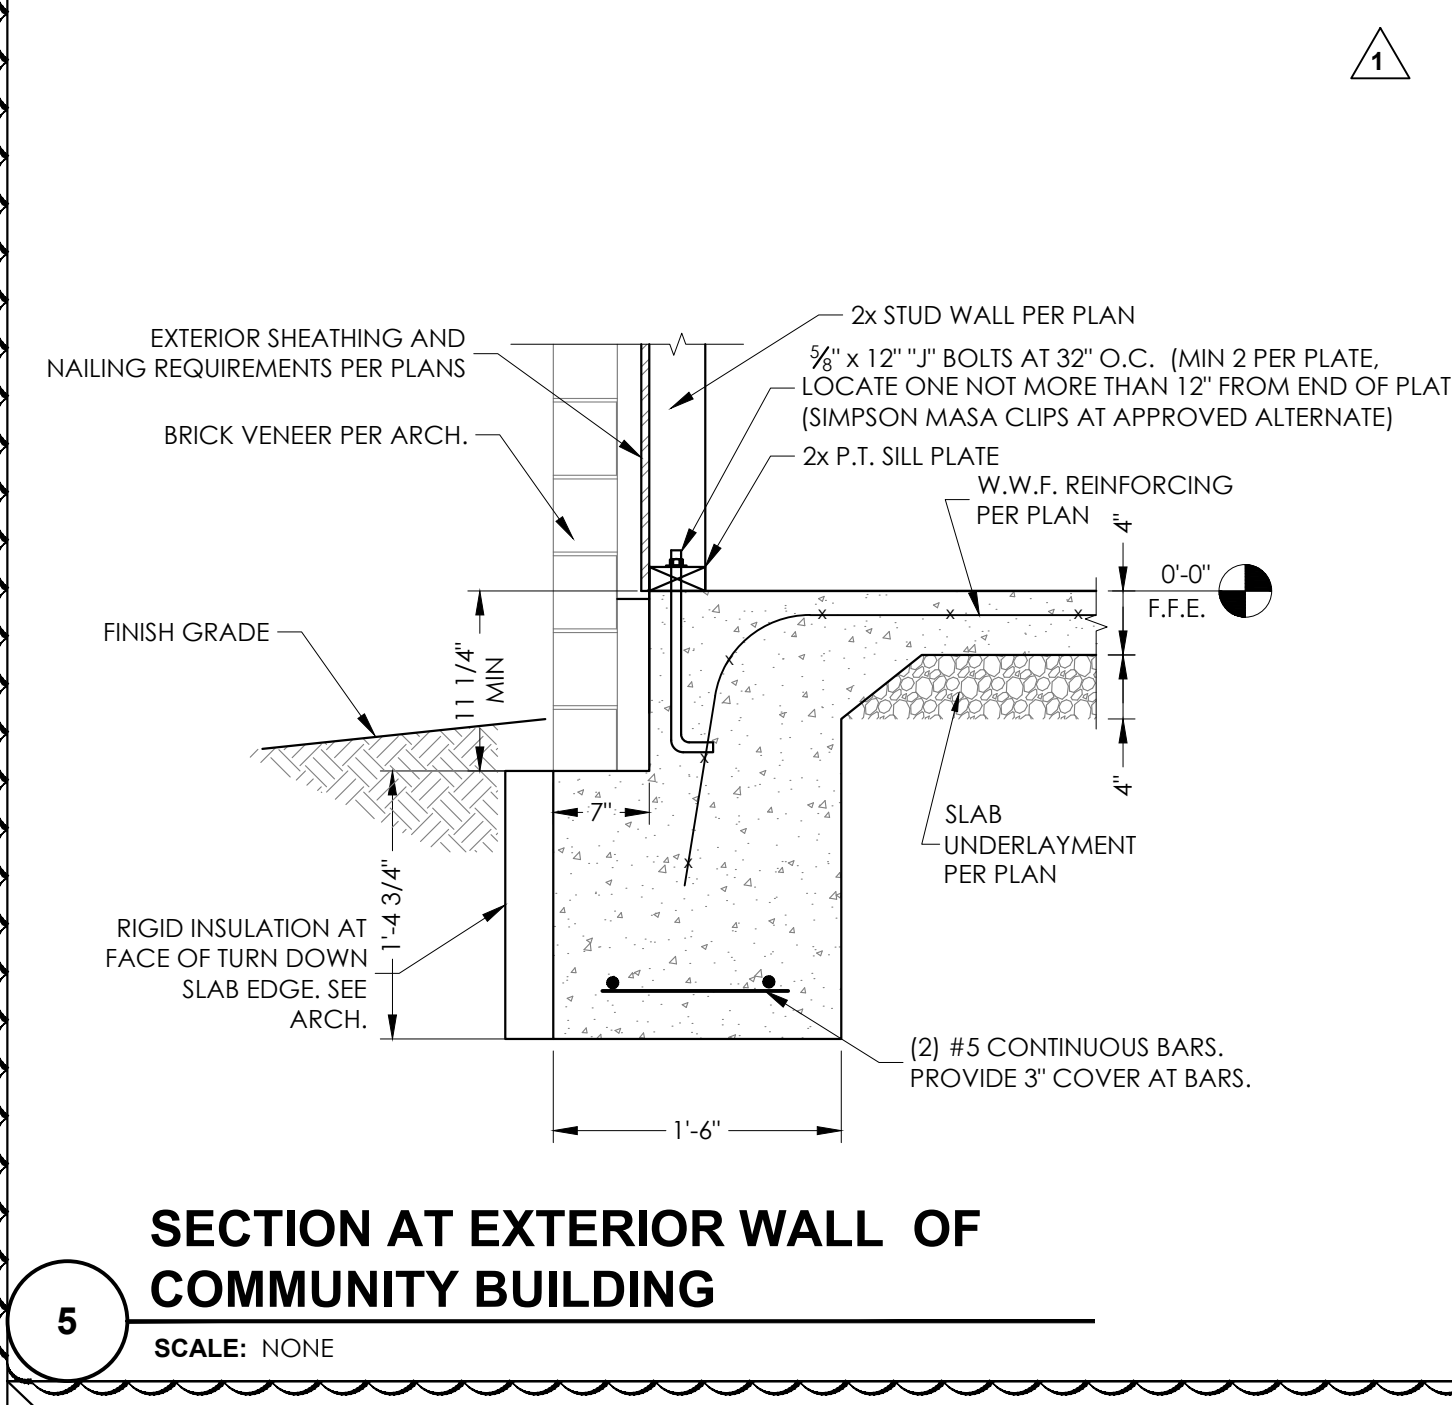 1
EXTERIOR SHEATHING AND
NAILING REQUIREMENTS PER PLANS
BRICK VENEER PER ARCH.
FINISH GRADE
RIGID INSULATION AT
FACE OF TURN DOWN
SLAB EDGE. SEE
ARCH.
2x STUD WALL PER PLAN
⅝" x 12" "J" BOLTS AT 32" O.C. (MIN 2 PER PLATE,
LOCATE ONE NOT MORE THAN 12" FROM END OF PLAT
(SIMPSON MASA CLIPS AT APPROVED ALTERNATE)
2x P.T. SILL PLATE
W.W.F. REINFORCING
PER PLAN
4"
0'-0"
F.F.E.
4"
11 1/4"
MIN
7"
1'-4 3/4"
SLAB
UNDERLAYMENT
PER PLAN
(2) #5 CONTINUOUS BARS.
PROVIDE 3" COVER AT BARS.
1'-6"
SECTION AT EXTERIOR WALL OF
COMMUNITY BUILDING
5
SCALE: NONE